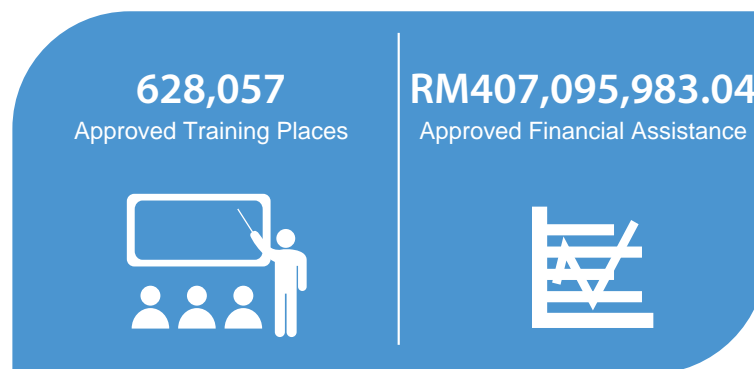 628,057
Approved Training Places
RM407,095,983.04
Approved Financial Assistance